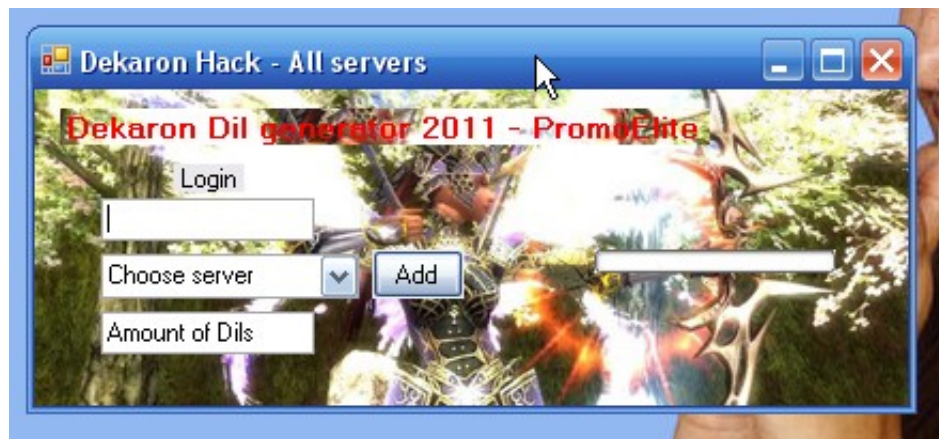 Dekaron Hack - All servers
Dekaron Dil generator 2011 - PromoElite
Login
Choose server
Add
Amount of Dils